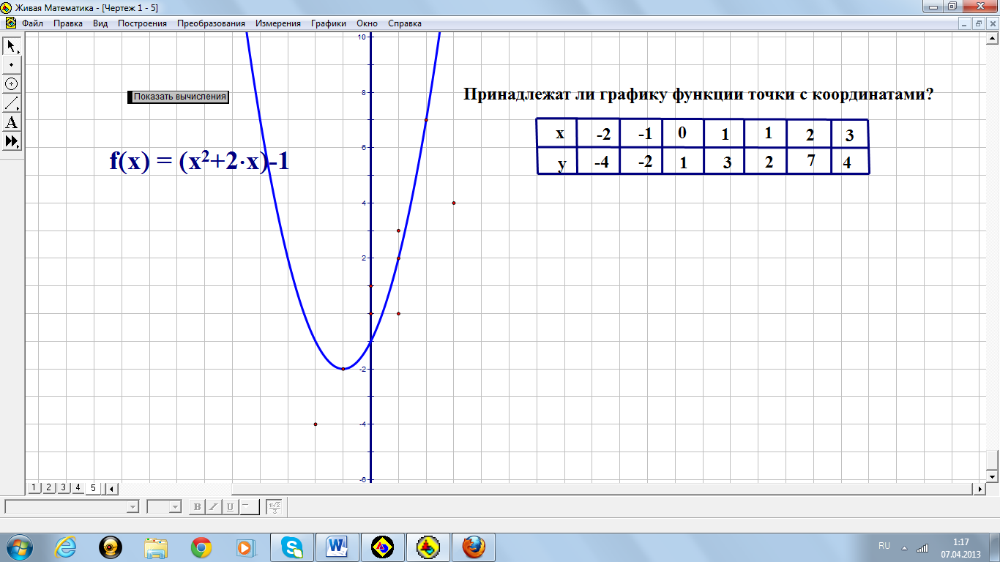 Живая Математика - [Чертеж 1 - 5]
Файл Правка Вид Построения Преобразования Измерения Графики Окно Справка
A
Показать вычисления
Принадлежат ли графику функции точки с координатами?
x -2 -1 0 1 1 2 3
y -4 -2 1 3 2 7 4
f(x) = (x²+2·x)-1
10
8
6
4
2
-2
-4
-6
1 2 3 4 5
B I U
RU 1:17
07.04.2013